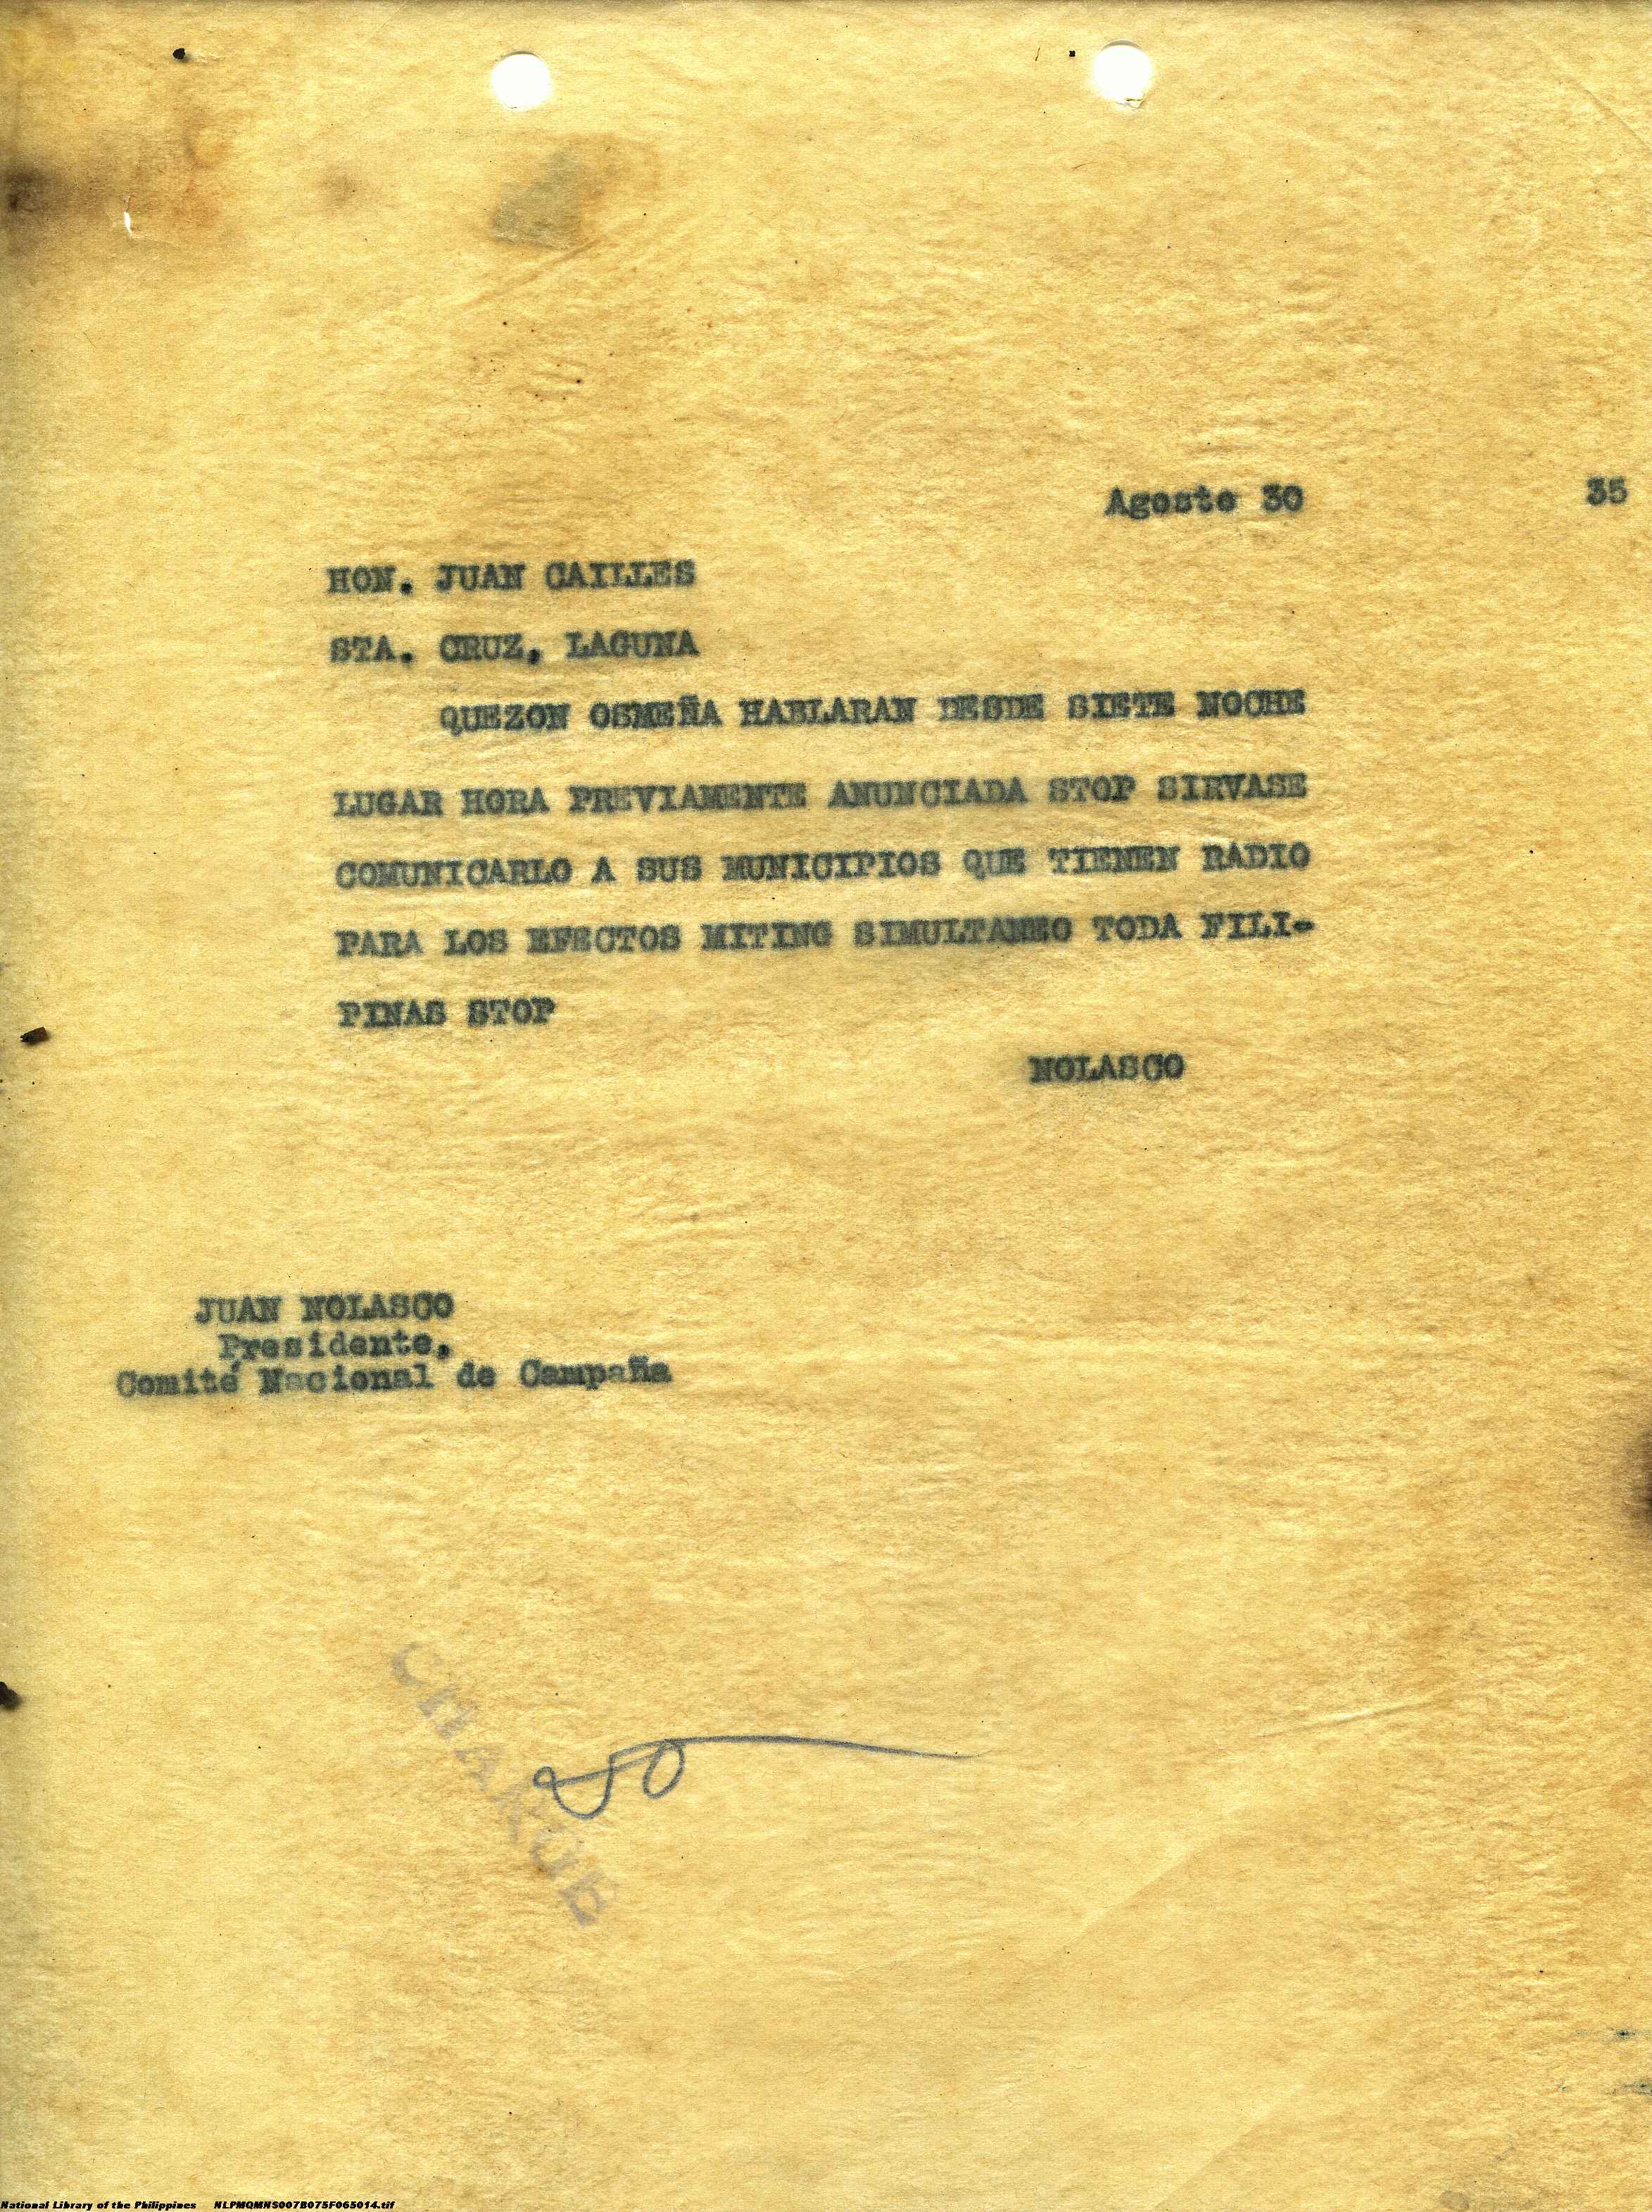 Agosto 30 35
HON. JUAN CAILLES
STA. CRUZ, LAGUNA
QUEZON OSMEÑA HABLARAN DESDE SIETE NOCHE
LUGAR HORA PREVIAMENTE ANUNCIADA STOP SIRVASE
COMUNICARLO A SUS MUNICIPIOS QUE TIENEN RADIO
PARA LOS EFECTOS MITING SIMULTANEO TODA FILI-
PINAS STOP
NOLASCO
JUAN NOLASCO
Presidente,
Comité Nacional de Campaña
CHARGE
National Library of the Philippines NLPMQMNS007B075F065014.tif